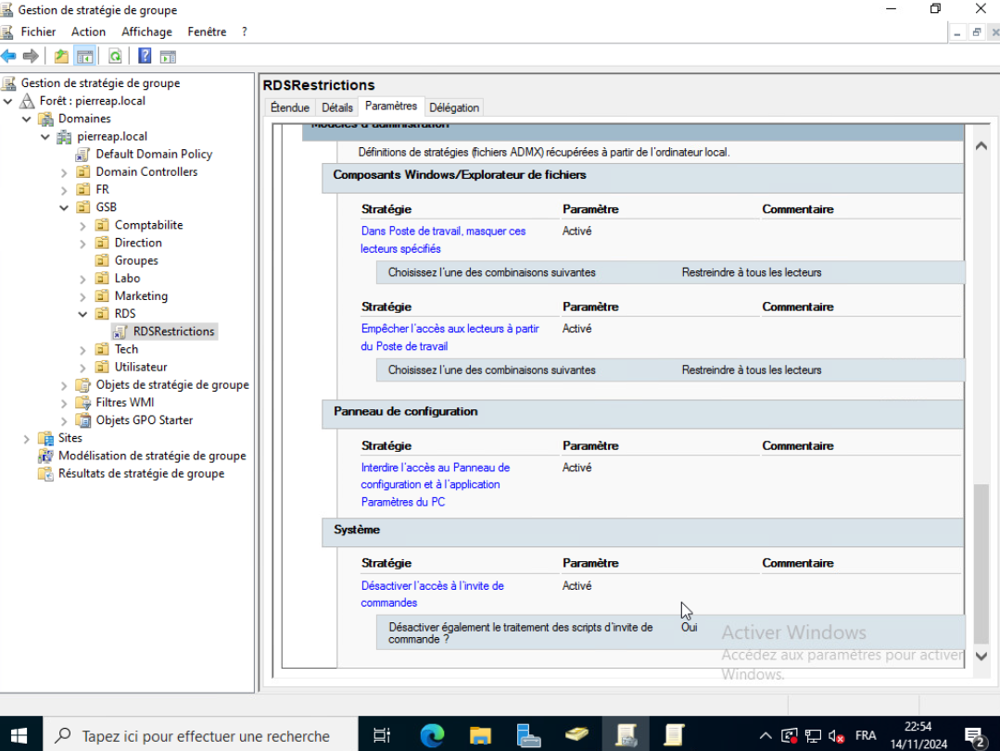 Gestion de stratégie de groupe
Fichier Action Affichage Fenêtre ?
Gestion de stratégie de groupe
Forêt : pierreap.local
Domaines
pierreap.local
Default Domain Policy
Domain Controllers
FR
GSB
Comptabilite
Direction
Groupes
Labo
Marketing
RDS
RDSRestrictions
Tech
Utilisateur
Objets de stratégie de groupe
Filtres WMI
Objets GPO Starter
Sites
Modélisation de stratégie de groupe
Résultats de stratégie de groupe
RDSRestrictions
Étendue Détails Paramètres Délégation
Modèles d'administration
Définitions de stratégies (fichiers ADMX) récupérées à partir de l'ordinateur local.
Composants Windows/Explorateur de fichiers
Stratégie Paramètre Commentaire
Dans Poste de travail, masquer ces Activé
lecteurs spécifiés
Choisissez l'une des combinaisons suivantes Restreindre à tous les lecteurs
Stratégie Paramètre Commentaire
Empêcher l'accès aux lecteurs à partir Activé
du Poste de travail
Choisissez l'une des combinaisons suivantes Restreindre à tous les lecteurs
Panneau de configuration
Stratégie Paramètre Commentaire
Interdire l'accès au Panneau de Activé
configuration et à l'application
Paramètres du PC
Système
Stratégie Paramètre Commentaire
Désactiver l'accès à l'invite de Activé
commandes
Désactiver également le traitement des scripts d'invite de Oui
commande ?
Activer Windows
Accédez aux paramètres pour activer
Windows.
Tapez ici pour effectuer une recherche
FRA
22:54
14/11/2024
2